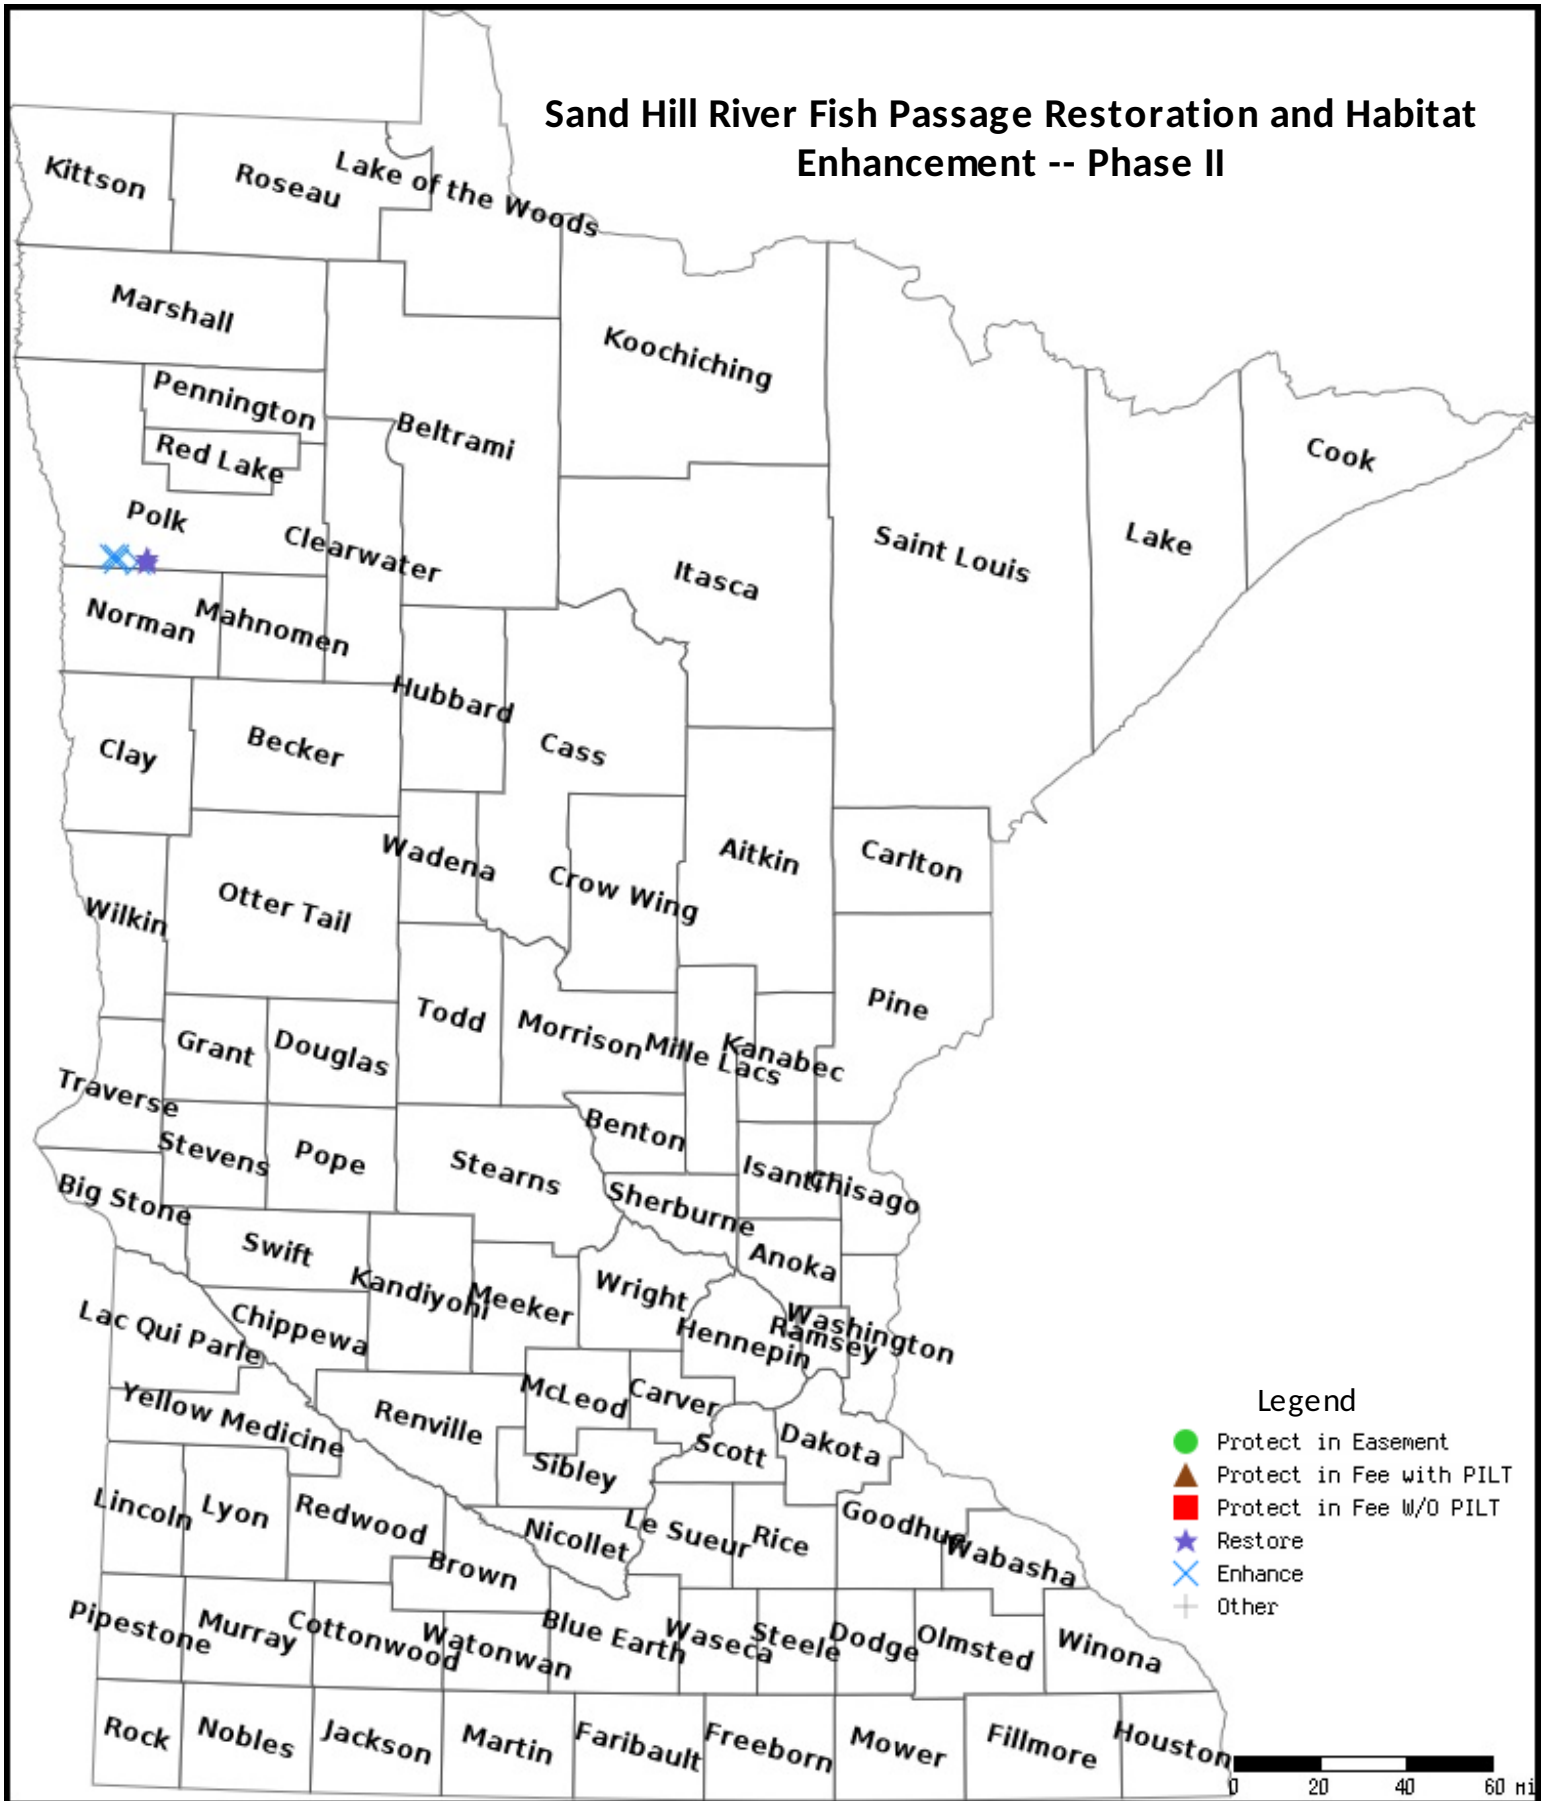 Sand Hill River Fish Passage Restoration and Habitat
Enhancement -- Phase II
Kittson
Roseau
Lake of the Woods
Marshall
Koochiching
Pennington
Beltrami
Red Lake
Cook
Polk
Clearwater
Saint Louis
Lake
Itasca
Norman
Mahnomen
Hubbard
Clay
Becker
Cass
Wadena
Aitkin
Carlton
Otter Tail
Crow Wing
Wilkin
Pine
Todd
Morrison
Grant
Douglas
Mille Lacs
Kanabec
Traverse
Benton
Stevens
Pope
Stearns
Isanti
Chisago
Big Stone
Sherburne
Swift
Anoka
Kandiyohi
Meeker
Wright
Lac Qui Parle
Chippewa
Hennepin
Ramsey
Washington
McLeod
Carver
Yellow Medicine
Renville
Scott
Dakota
Sibley
Lincoln
Lyon
Redwood
Nicollet
Le Sueur
Rice
Goodhue
Wabasha
Brown
Pipestone
Murray
Cottonwood
Watonwan
Blue Earth
Waseca
Steele
Dodge
Olmsted
Winona
Rock
Nobles
Jackson
Martin
Faribault
Freeborn
Mower
Fillmore
Houston
Legend
Protect in Easement
Protect in Fee with PILT
Protect in Fee W/O PILT
Restore
Enhance
Other
0 20 40 60 mi